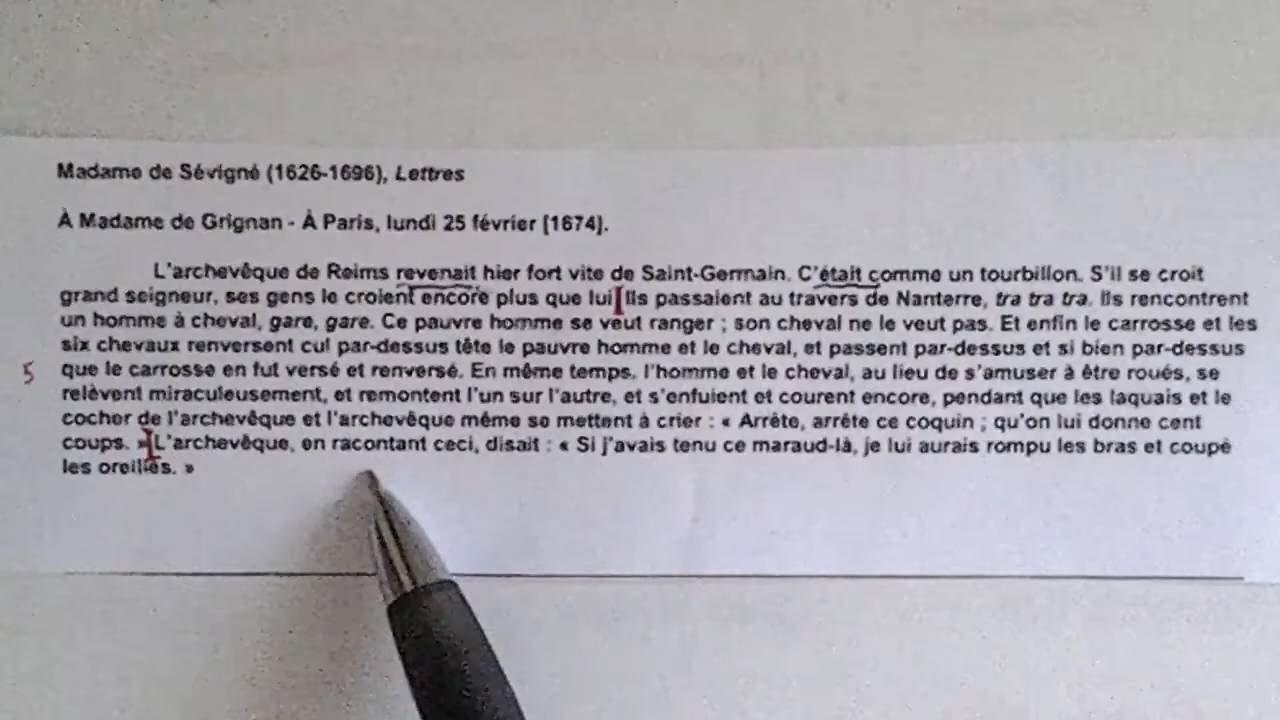 Madame de Sévigné (1626-1696), Lettres
À Madame de Grignan - À Paris, lundi 25 février [1674].
L'archevêque de Reims revenait hier fort vite de Saint-Germain. C'était comme un tourbillon. S'il se croit
grand seigneur, ses gens le croient encore plus que lui. Ils passaient au travers de Nanterre, tra tra tra. Ils rencontrent
un homme à cheval, gare, gare. Ce pauvre homme se veut ranger ; son cheval ne le veut pas. Et enfin le carrosse et les
six chevaux renversent cul par-dessus tête le pauvre homme et le cheval, et passent par-dessus et si bien par-dessus
5 que le carrosse en fut versé et renversé. En même temps, l'homme et le cheval, au lieu de s'amuser à être roués, se
relèvent miraculeusement, et remontent l'un sur l'autre, et s'enfuient et courent encore, pendant que les laquais et le
cocher de l'archevêque et l'archevêque même se mettent à crier : « Arrête, arrête ce coquin ; qu'on lui donne cent
coups. » L'archevêque, en racontant ceci, disait : « Si j'avais tenu ce maraud-là, je lui aurais rompu les bras et coupé
les oreilles. »